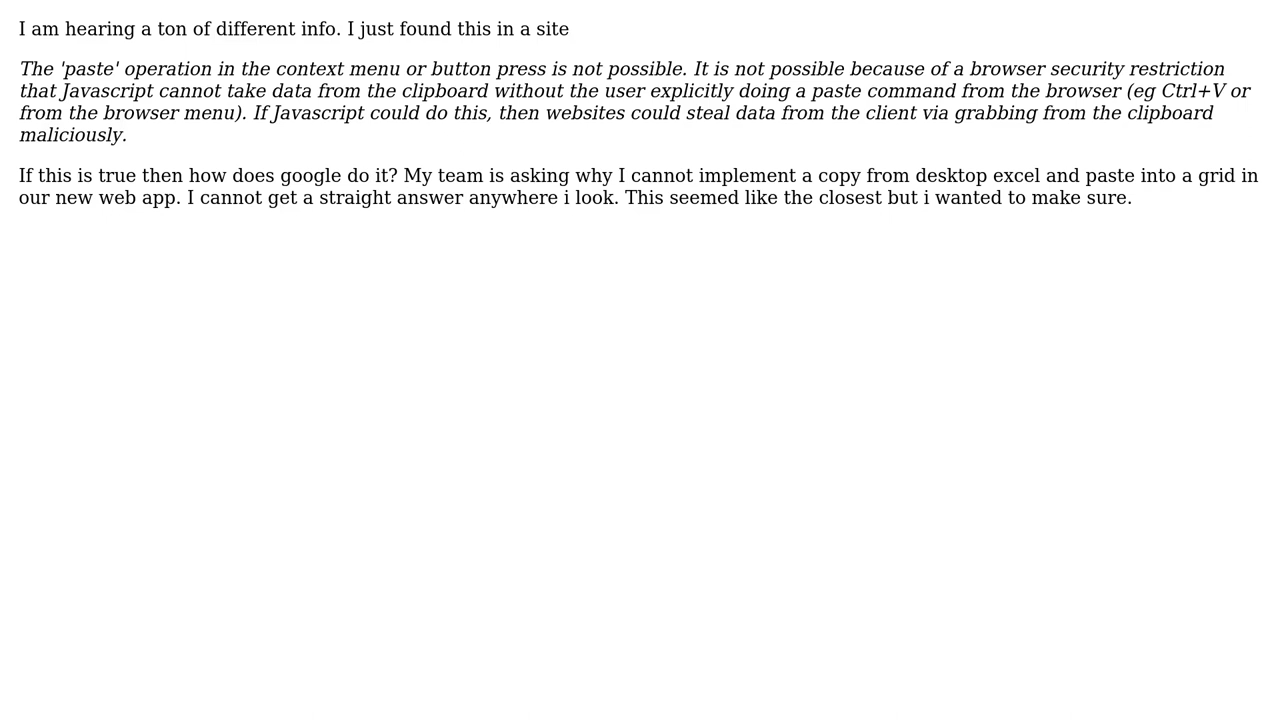 I am hearing a ton of different info. I just found this in a site
The 'paste' operation in the context menu or button press is not possible. It is not possible because of a browser security restriction
that Javascript cannot take data from the clipboard without the user explicitly doing a paste command from the browser (eg Ctrl+V or
from the browser menu). If Javascript could do this, then websites could steal data from the client via grabbing from the clipboard
maliciously.
If this is true then how does google do it? My team is asking why I cannot implement a copy from desktop excel and paste into a grid in
our new web app. I cannot get a straight answer anywhere i look. This seemed like the closest but i wanted to make sure.